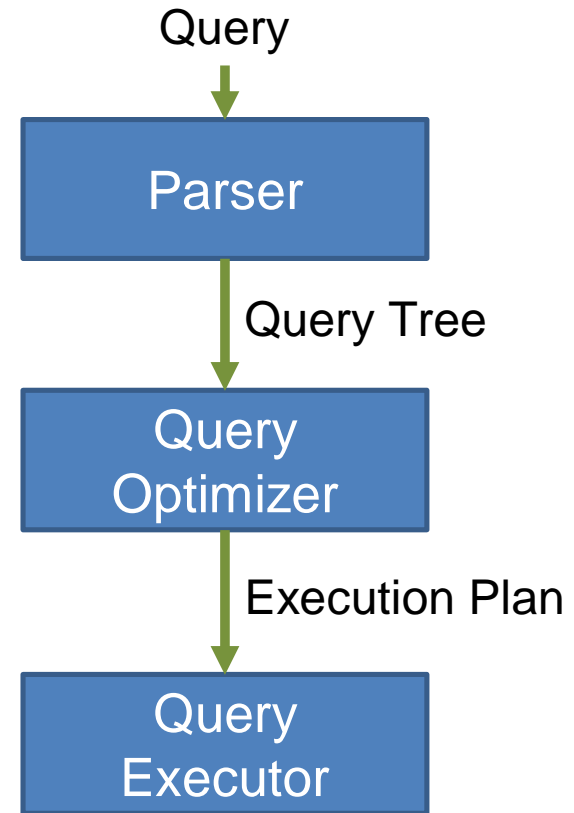 Query
Parser
Query Tree
Query
Optimizer
Execution Plan
Query
Executor